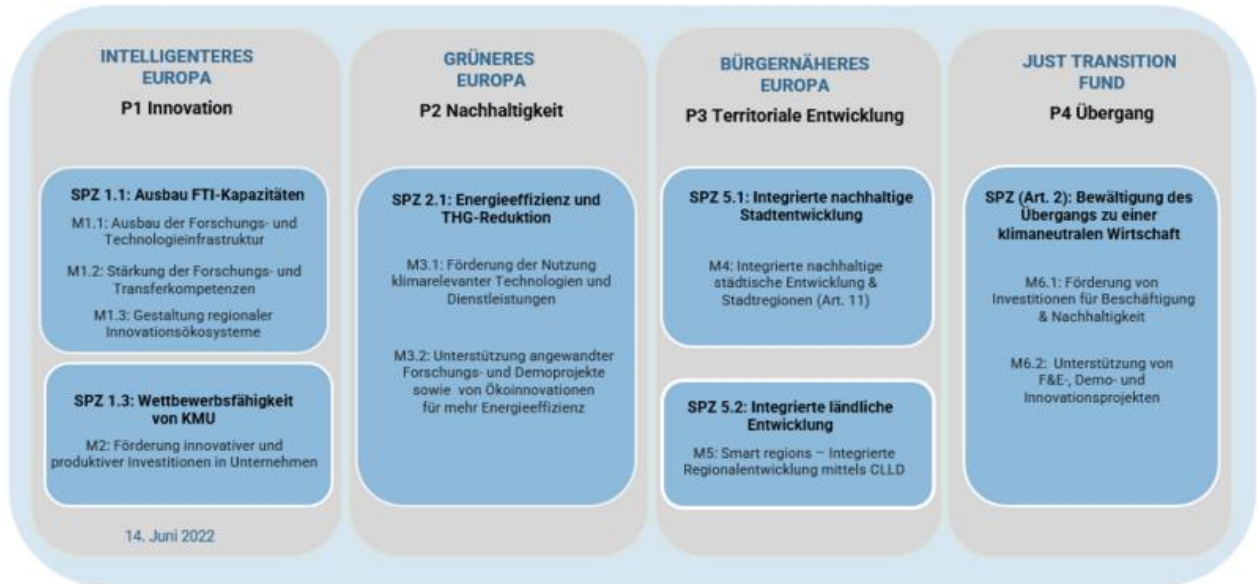 INTELLIGENTERES
EUROPA
P1 Innovation
SPZ 1.1: Ausbau FTI-Kapazitäten
M1.1: Ausbau der Forschungs- und
Technologieinfrastruktur
M1.2: Stärkung der Forschungs- und
Transferkompetenzen
M1.3: Gestaltung regionaler
Innovationsökosysteme
SPZ 1.3: Wettbewerbsfähigkeit
von KMU
M2: Förderung innovativer und
produktiver Investitionen in Unternehmen
14. Juni 2022
GRÜNERES
EUROPA
P2 Nachhaltigkeit
SPZ 2.1: Energieeffizienz und
THG-Reduktion
M3.1: Förderung der Nutzung
klimarelevanter Technologien und
Dienstleistungen
M3.2: Unterstützung angewandter
Forschungs- und Demoprojekte
sowie von Ökoinnovationen
für mehr Energieeffizienz
BÜRGERNÄHERES
EUROPA
P3 Territoriale Entwicklung
SPZ 5.1: Integrierte nachhaltige
Stadtentwicklung
M4: Integrierte nachhaltige
städtische Entwicklung &
Stadtregionen (Art. 11)
SPZ 5.2: Integrierte ländliche
Entwicklung
M5: Smart regions – Integrierte
Regionalentwicklung mittels CLLD
JUST TRANSITION
FUND
P4 Übergang
SPZ (Art. 2): Bewältigung des
Übergangs zu einer
klimaneutralen Wirtschaft
M6.1: Förderung von
Investitionen für Beschäftigung
& Nachhaltigkeit
M6.2: Unterstützung von
F&E-, Demo- und
Innovationsprojekten